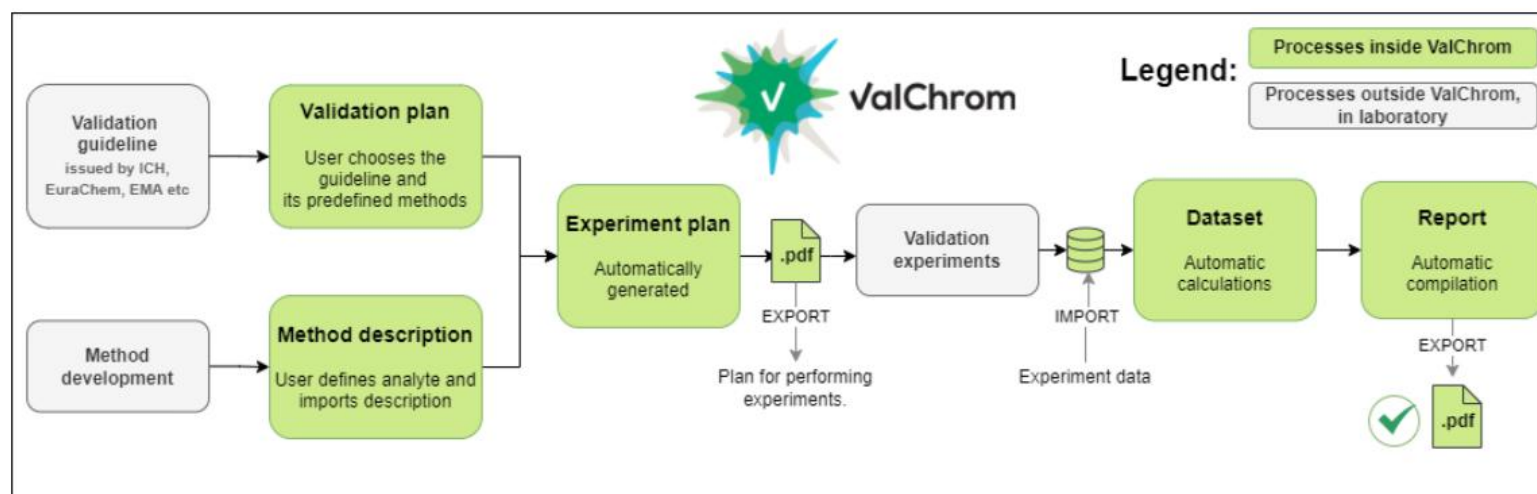 ValChrom
Legend:
Processes inside ValChrom
Processes outside ValChrom,
in laboratory
Validation
guideline
issued by ICH,
EuraChem, EMA etc
Validation plan
User chooses the
guideline and
its predefined methods
Method
development
Method description
User defines analyte and
imports description
Experiment plan
Automatically
generated
.pdf
EXPORT
Plan for performing
experiments.
Validation
experiments
IMPORT
Experiment data
Dataset
Automatic
calculations
Report
Automatic
compilation
EXPORT
.pdf